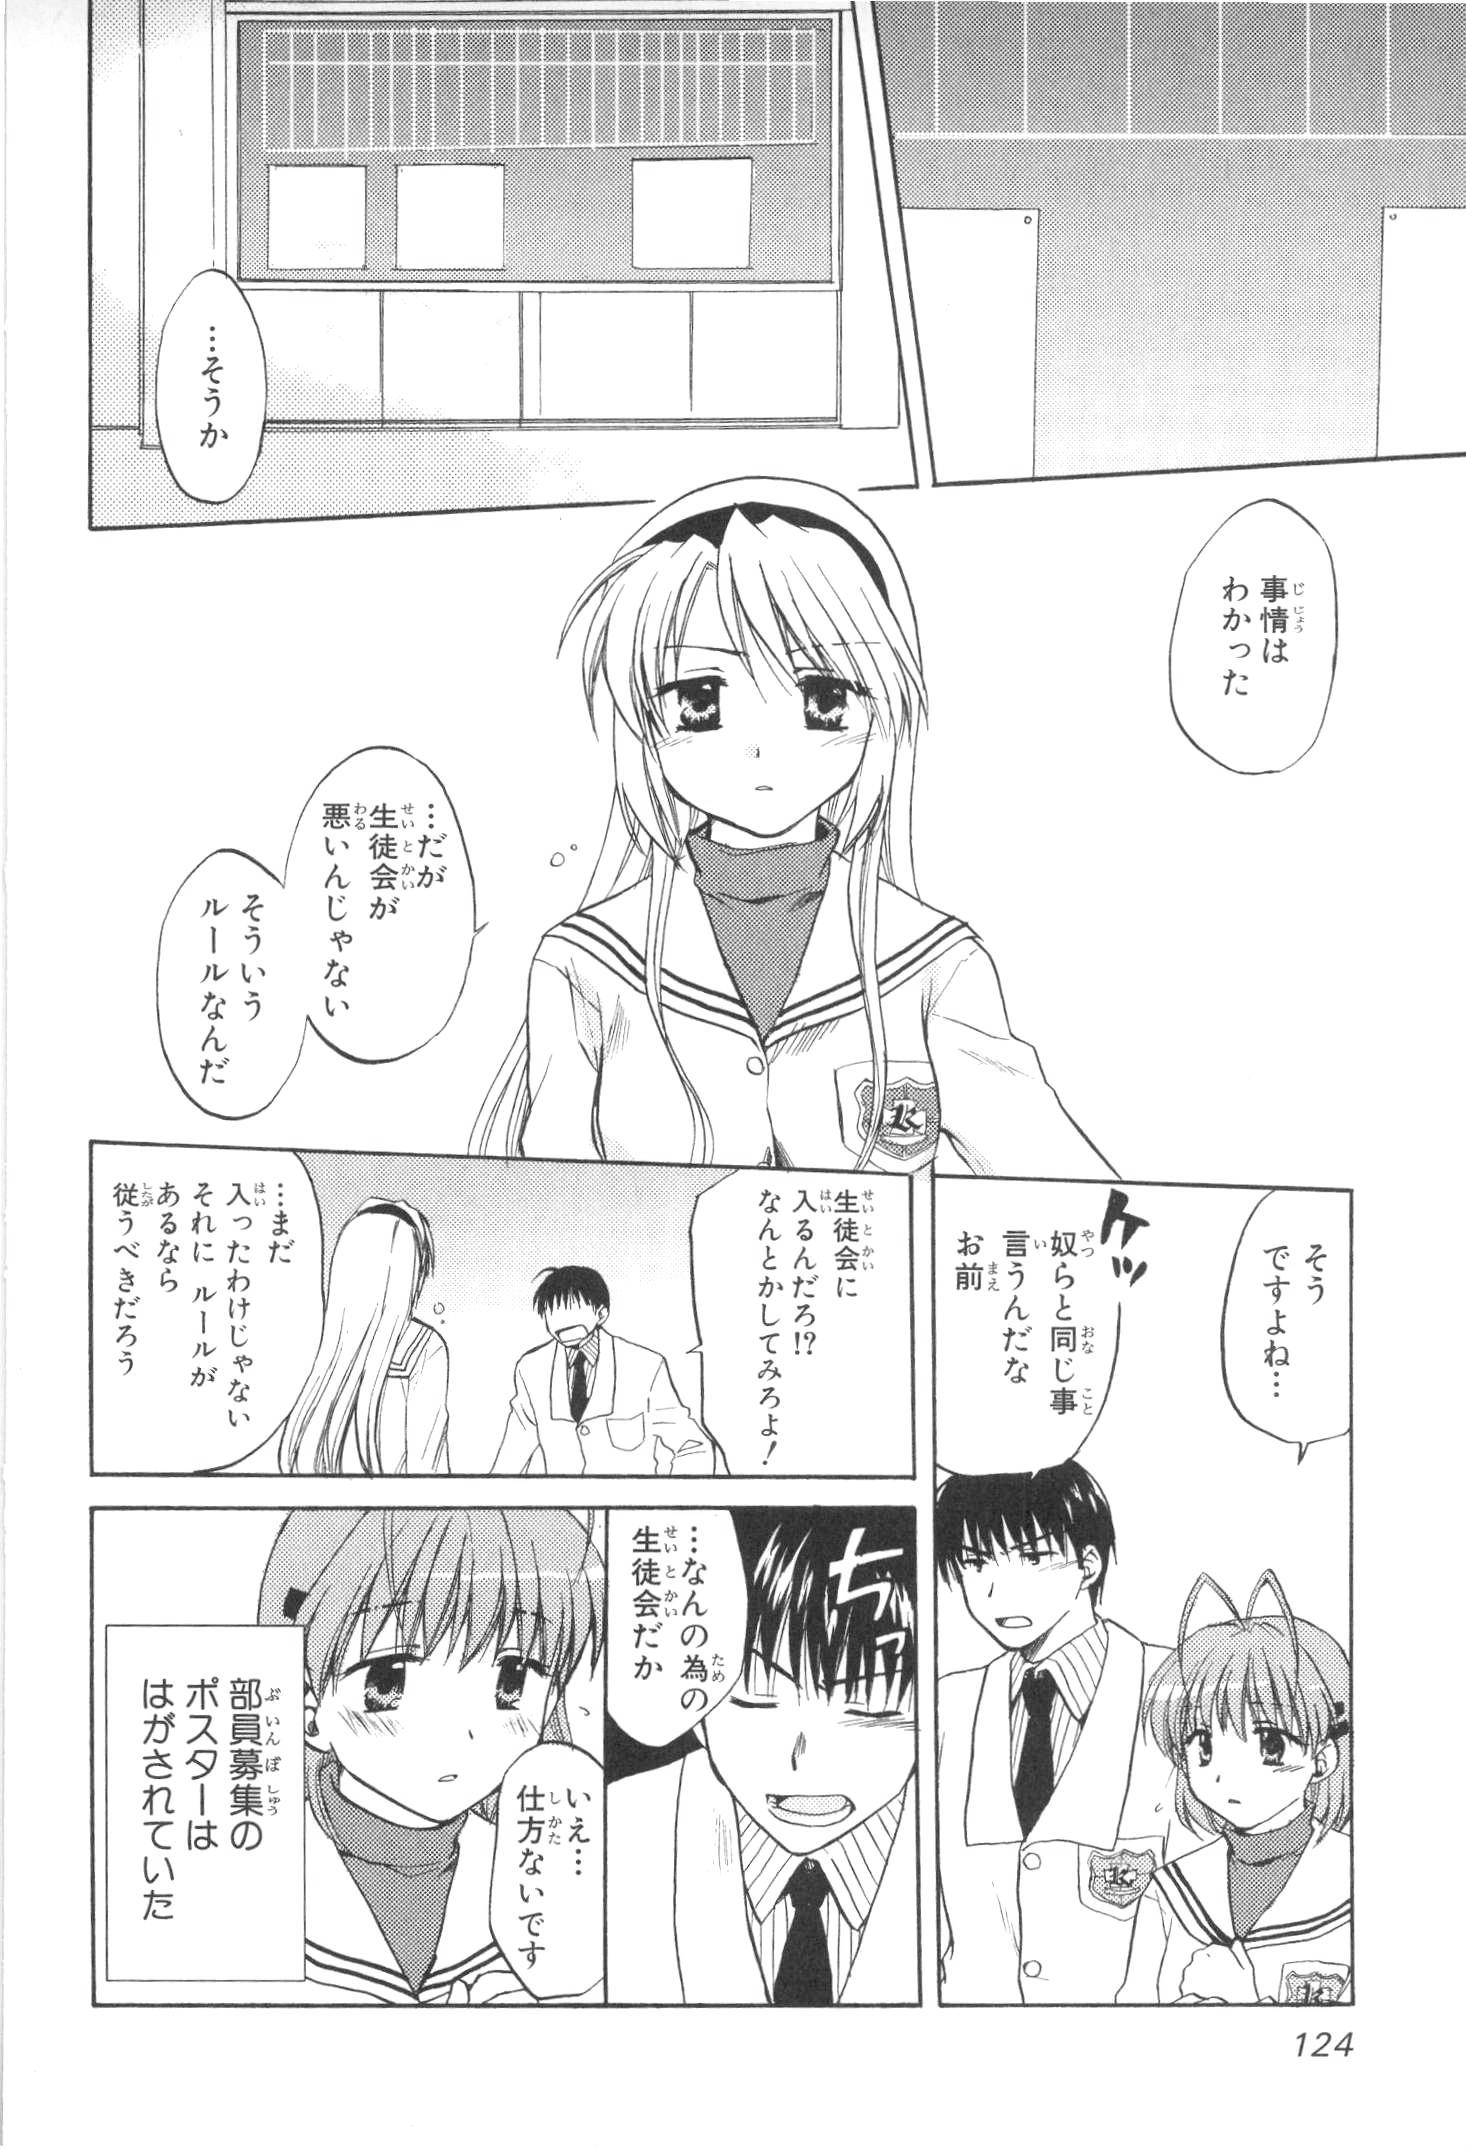 …そうか
事情は
わかった
…だが
生徒会が
悪いんじゃない
そういう
ルールなんだ
そう
ですよね…
ケッ
奴らと同じ事
言うんだな
お前
生徒会に
入るんだろ!?
なんとかしてみろよ!
…まだ
入ったわけじゃない
それに ルールが
あるなら
従うべきだろう
ちっ
…なんの為の
生徒会だか
いえ…
仕方ないです
部員募集の
ポスターは
はがされていた
124